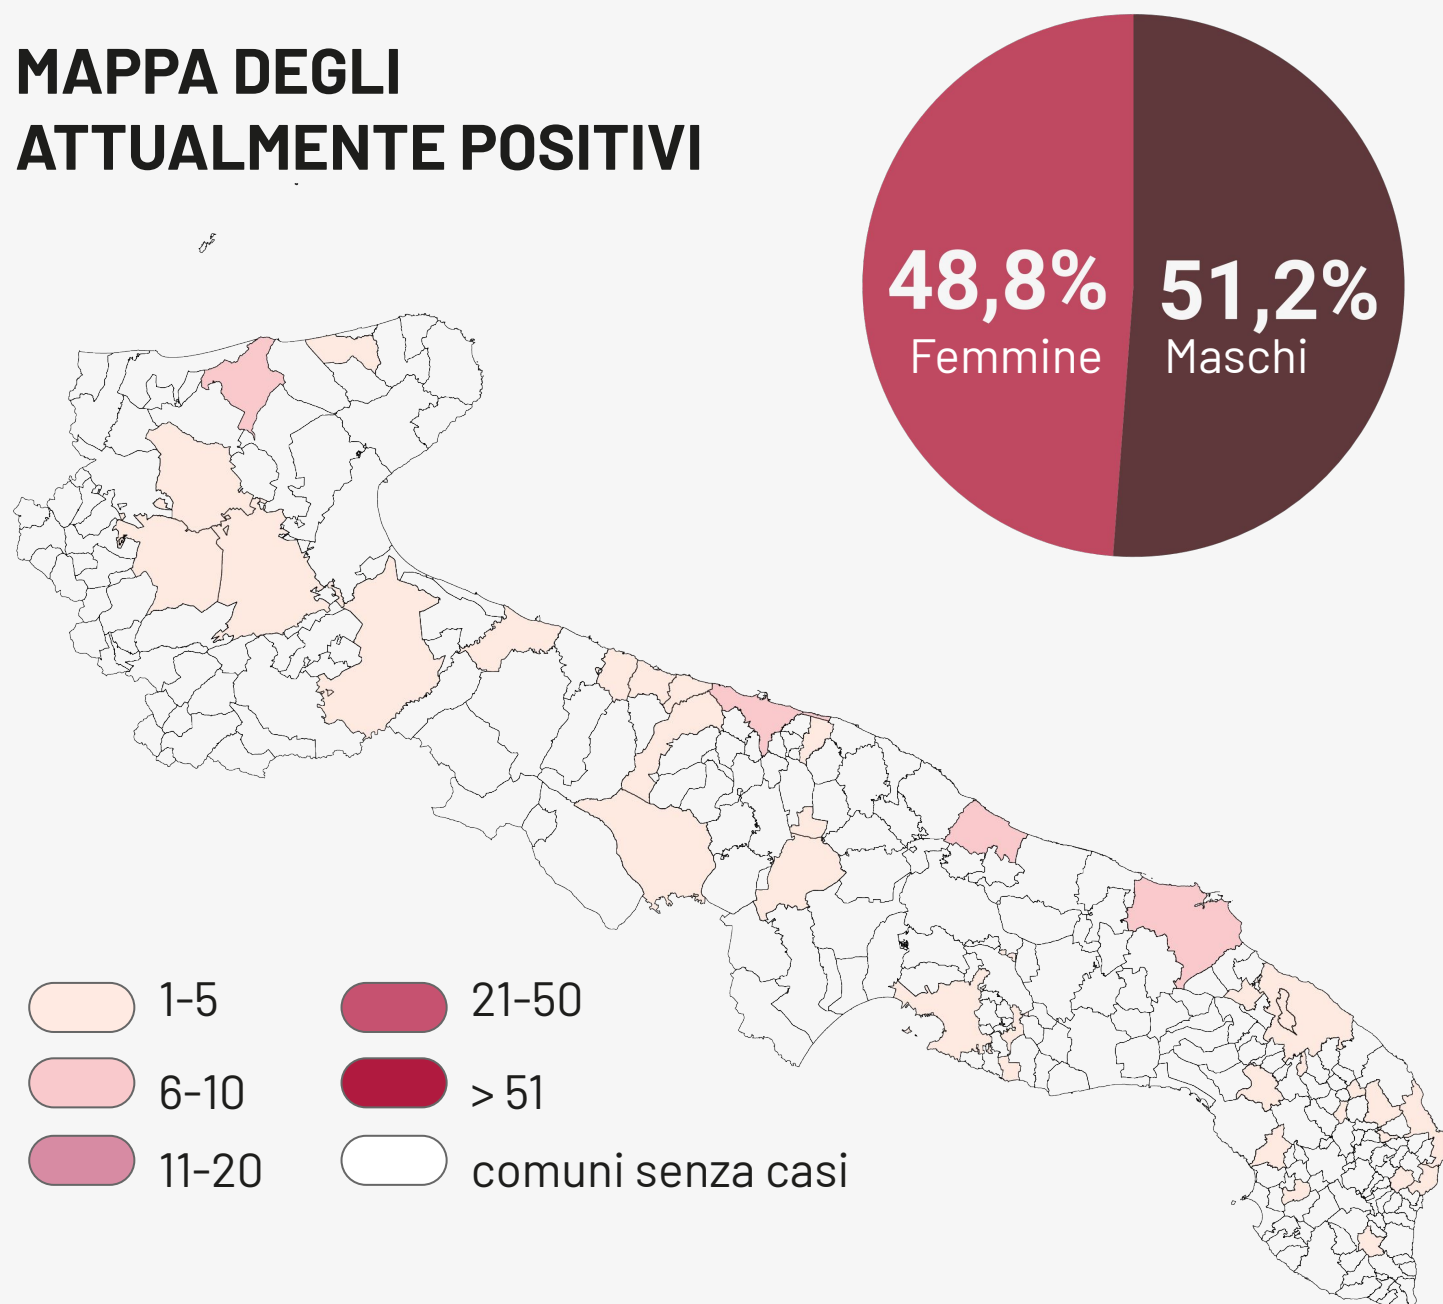 MAPPA DEGLI
ATTUALMENTE POSITIVI
48,8%
Femmine
51,2%
Maschi
1-5
6-10
11-20
21-50
> 51
comuni senza casi